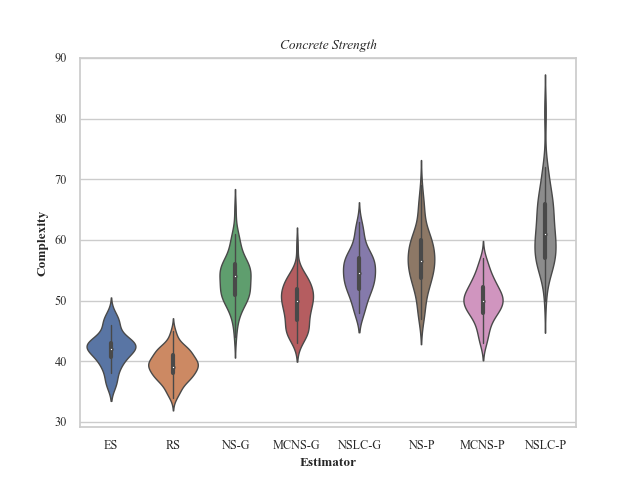 Concrete Strength
90
80
70
60
50
40
30
Complexity
ES RS NS-G MCNS-G NSLC-G NS-P MCNS-P NSLC-P
Estimator